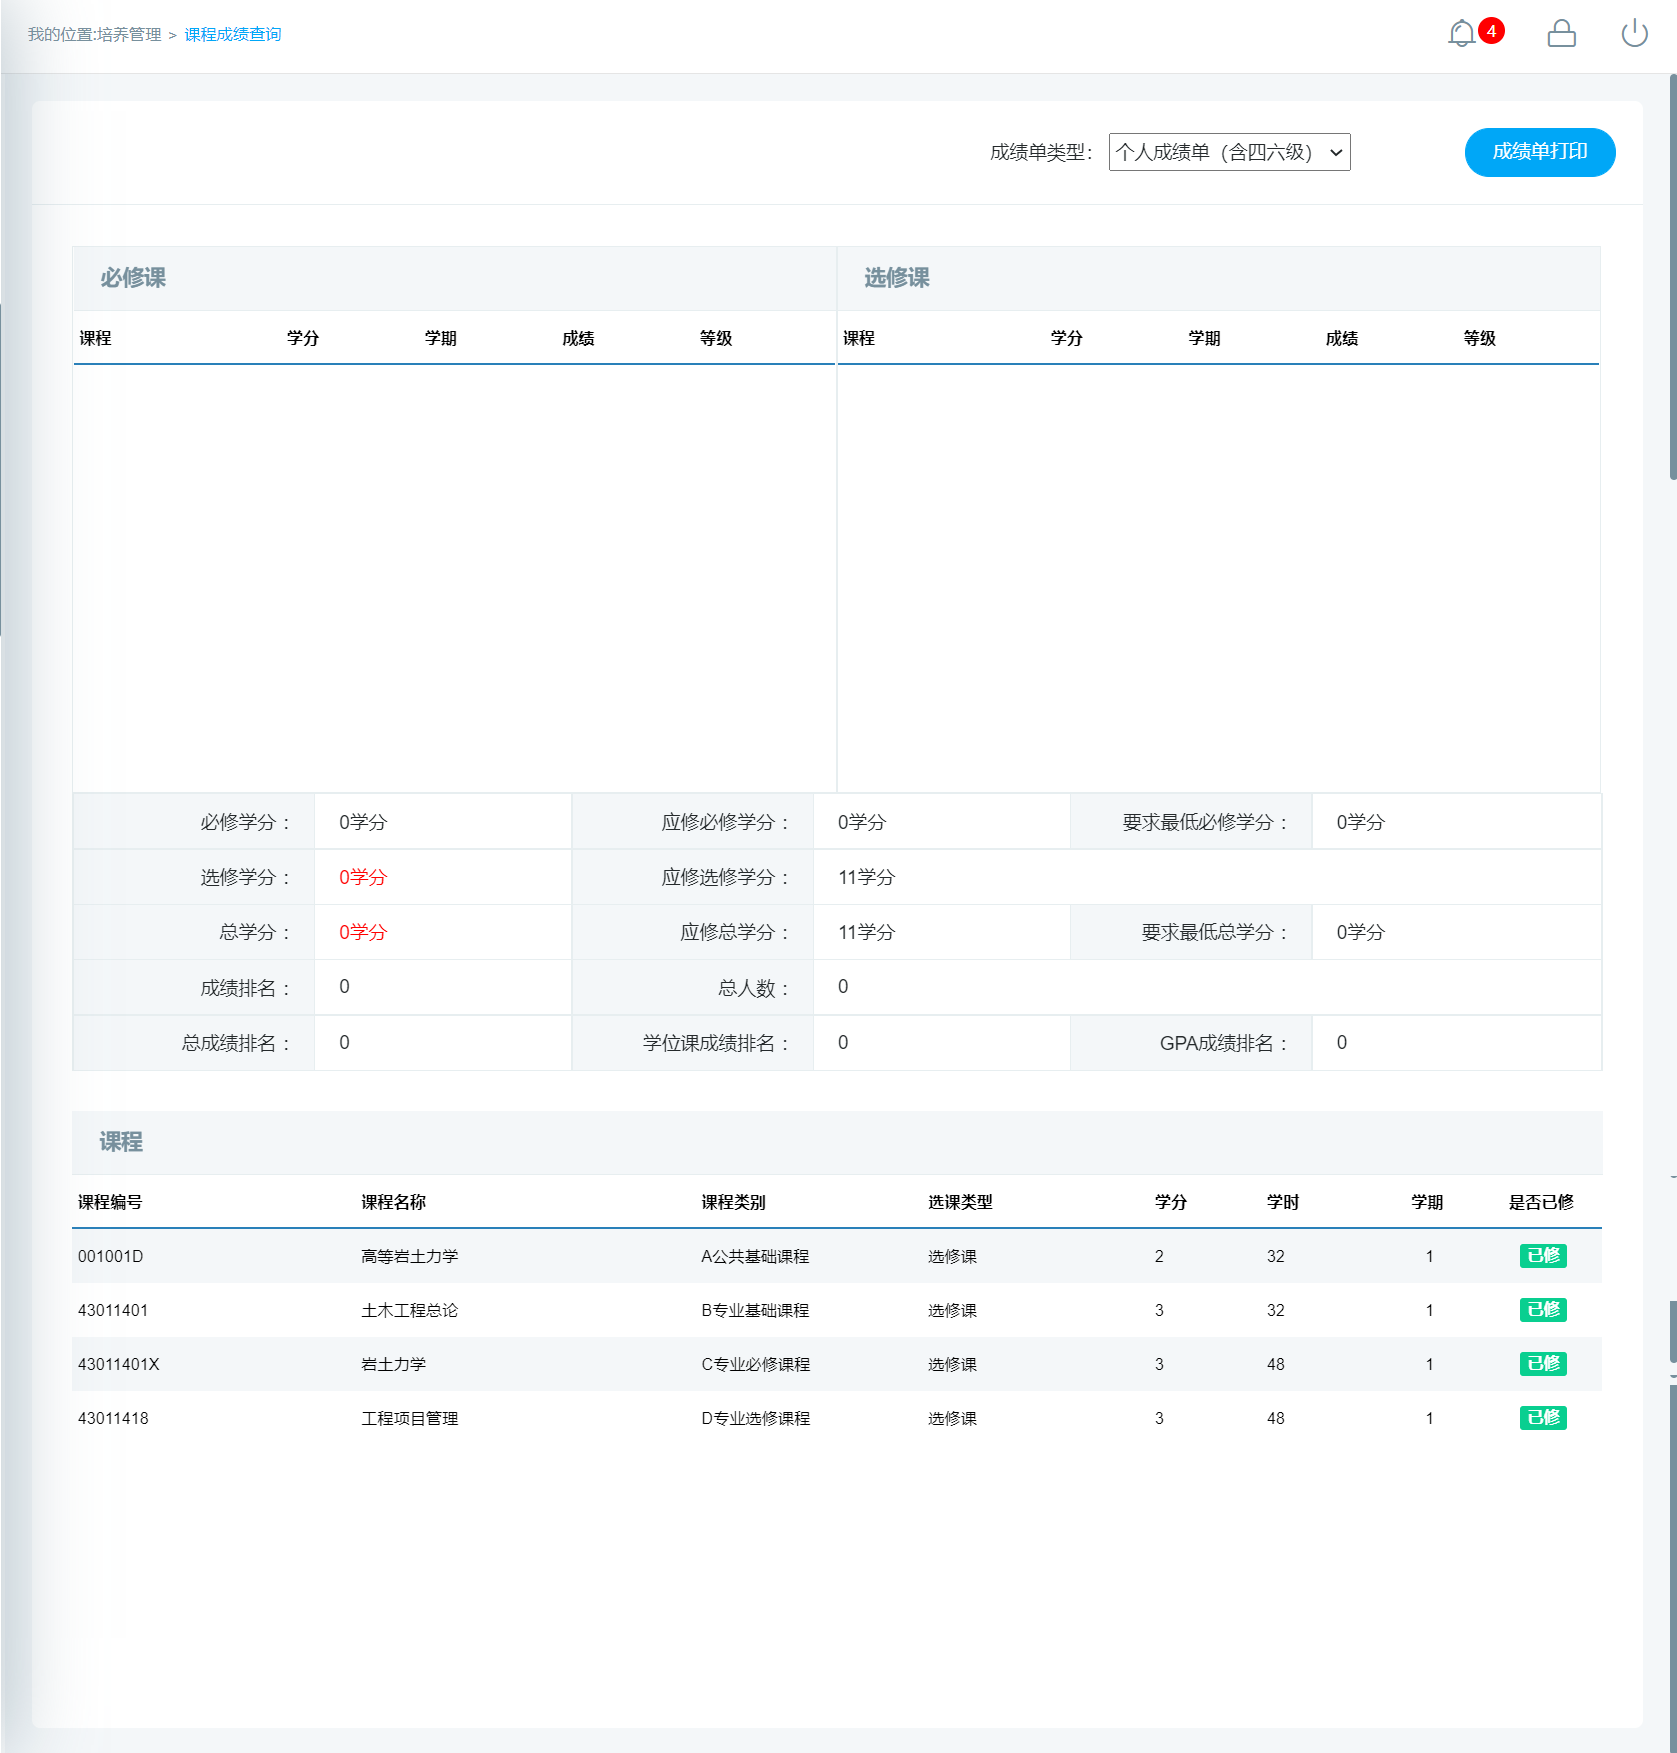 我的位置:培养管理 > 课程成绩查询
4
成绩单类型： 个人成绩单（含四六级） 成绩单打印
必修课 选修课
课程 学分 学期 成绩 等级 课程 学分 学期 成绩 等级
必修学分： 0学分 应修必修学分： 0学分 要求最低必修学分： 0学分
选修学分： 0学分 应修选修学分： 11学分
总学分： 0学分 应修总学分： 11学分 要求最低总学分： 0学分
成绩排名： 0 总人数： 0
总成绩排名： 0 学位课成绩排名： 0 GPA成绩排名： 0
课程
课程编号 课程名称 课程类别 选课类型 学分 学时 学期 是否已修
001001D 高等岩土力学 A公共基础课程 选修课 2 32 1 已修
43011401 土木工程总论 B专业基础课程 选修课 3 32 1 已修
43011401X 岩土力学 C专业必修课程 选修课 3 48 1 已修
43011418 工程项目管理 D专业选修课程 选修课 3 48 1 已修